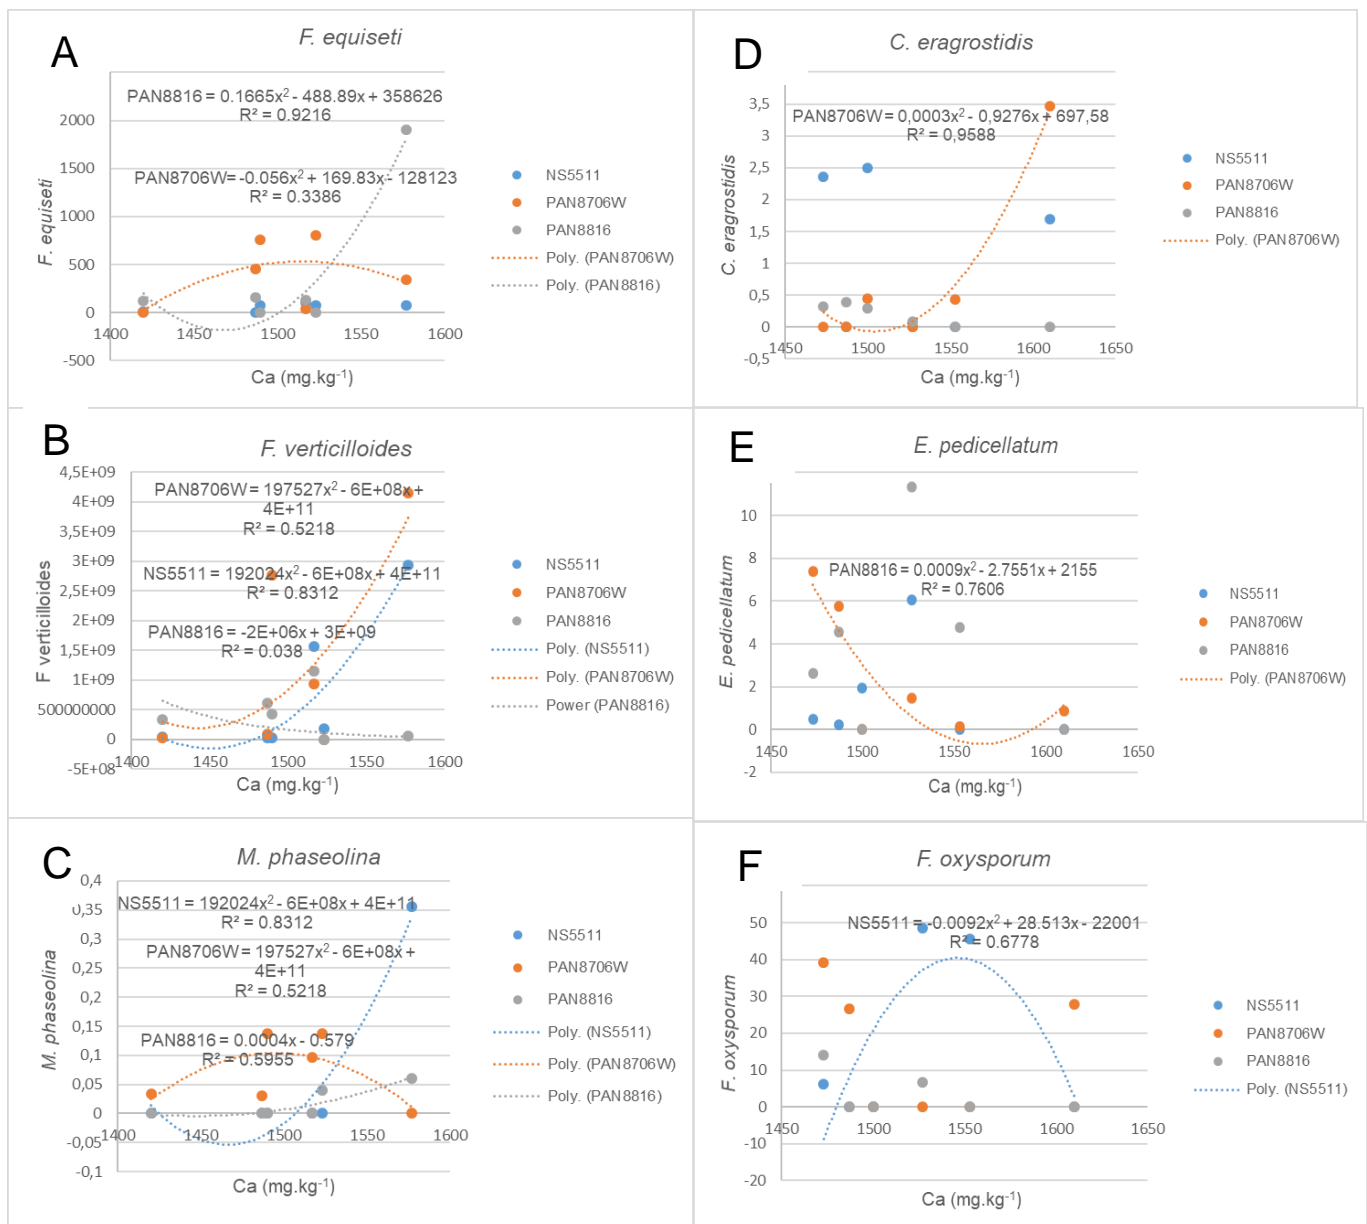 A
F. equiseti
PAN8816 = 0.1665x² - 488.89x + 358626
R² = 0.9216
PAN8706W= -0.056x² + 169.83x - 128123
R² = 0.3386
2000
1500
1000
500
0
-500
1400
1450
1500
1550
1600
F. equiseti
Ca (mg.kg⁻¹)
NS5511
PAN8706W
PAN8816
Poly. (PAN8706W)
Poly. (PAN8816)
D
C. eragrostidis
PAN8706W = 0,0003x² - 0,9276x + 697,58
R² = 0,9588
3,5
3
2,5
2
1,5
1
0,5
0
-0,5
1450
1500
1550
1600
1650
C. eragrostidis
Ca (mg.kg⁻¹)
NS5511
PAN8706W
PAN8816
Poly. (PAN8706W)
B
F. verticilloides
PAN8706W = 197527x² - 6E+08x +
4E+11
R² = 0.5218
NS5511 = 192024x² - 6E+08x + 4E+11
R² = 0.8312
PAN8816 = -2E+06x + 3E+09
R² = 0.038
4,5E+09
4E+09
3,5E+09
3E+09
2,5E+09
2E+09
1,5E+09
1E+09
500000000
0
-5E+08
1400
1450
1500
1550
1600
F verticilloides
Ca (mg.kg⁻¹)
NS5511
PAN8706W
PAN8816
Poly. (NS5511)
Poly. (PAN8706W)
Power (PAN8816)
E
E. pedicellatum
PAN8816 = 0.0009x² - 2.7551x + 2155
R² = 0.7606
10
8
6
4
2
0
-2
1450
1500
1550
1600
1650
E. pedicellatum
Ca (mg.kg⁻¹)
NS5511
PAN8706W
PAN8816
Poly. (PAN8706W)
C
M. phaseolina
NS5511 = 192024x² - 6E+08x + 4E+11
R² = 0.8312
PAN8706W = 197527x² - 6E+08x +
4E+11
R² = 0.5218
PAN8816 = 0.0004x - 0.579
R² = 0.5955
0,4
0,35
0,3
0,25
0,2
0,15
0,1
0,05
0
-0,05
-0,1
1400
1450
1500
1550
1600
M. phaseolina
Ca (mg.kg⁻¹)
NS5511
PAN8706W
PAN8816
Poly. (NS5511)
Poly. (PAN8706W)
Poly. (PAN8816)
F
F. oxysporum
NS5511 = -0.0092x² + 28.513x - 22001
R² = 0.6778
50
40
30
20
10
0
-10
-20
1450
1500
1550
1600
1650
F. oxysporum
Ca (mg.kg⁻¹)
NS5511
PAN8706W
PAN8816
Poly. (NS5511)